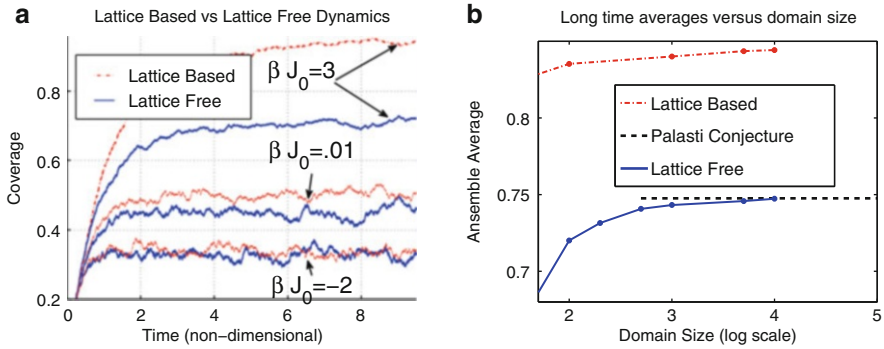 a
Lattice Based vs Lattice Free Dynamics
Lattice Based
Lattice Free
β J0=3
β J0=.01
β J0=−2
Coverage
0.8
0.6
0.4
0.2
0
2
4
6
8
Time (non-dimensional)
b
Long time averages versus domain size
Lattice Based
Palasti Conjecture
Lattice Free
Ansemble Average
0.8
0.75
0.7
2
3
4
5
Domain Size (log scale)